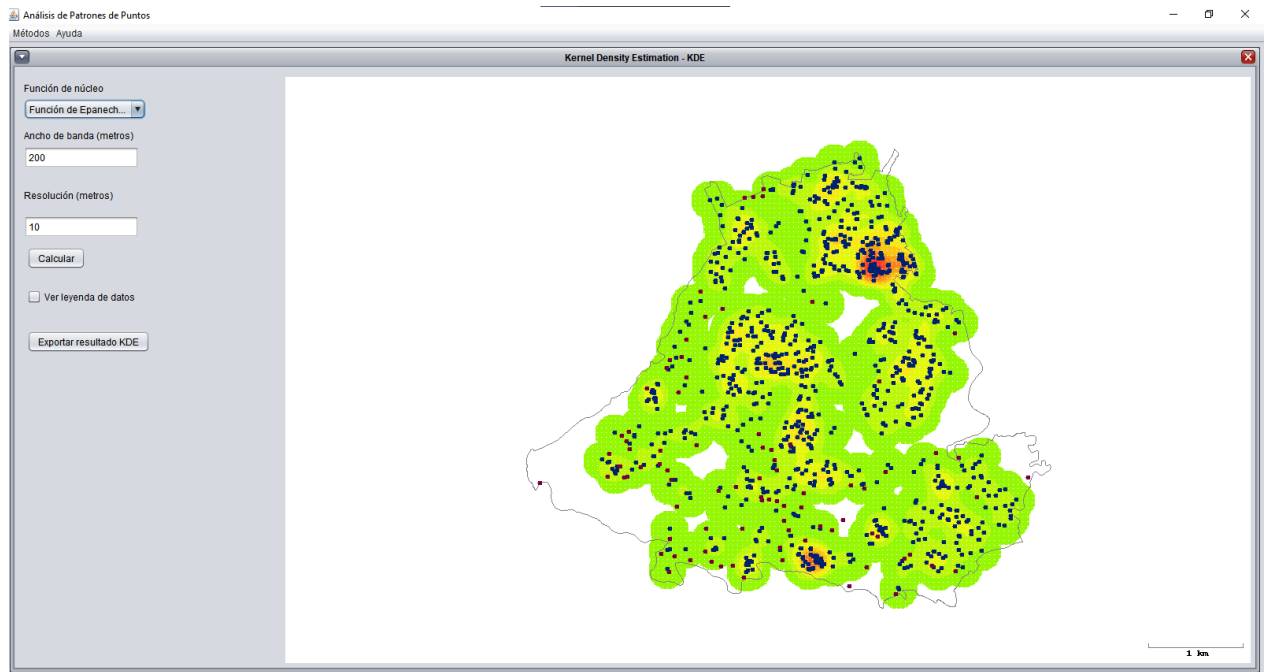 Análisis de Patrones de Puntos
Métodos Ayuda
Kernel Density Estimation - KDE
Función de núcleo
Función de Epanech...
Ancho de banda (metros)
200
Resolución (metros)
10
Calcular
Ver leyenda de datos
Exportar resultado KDE
1 km